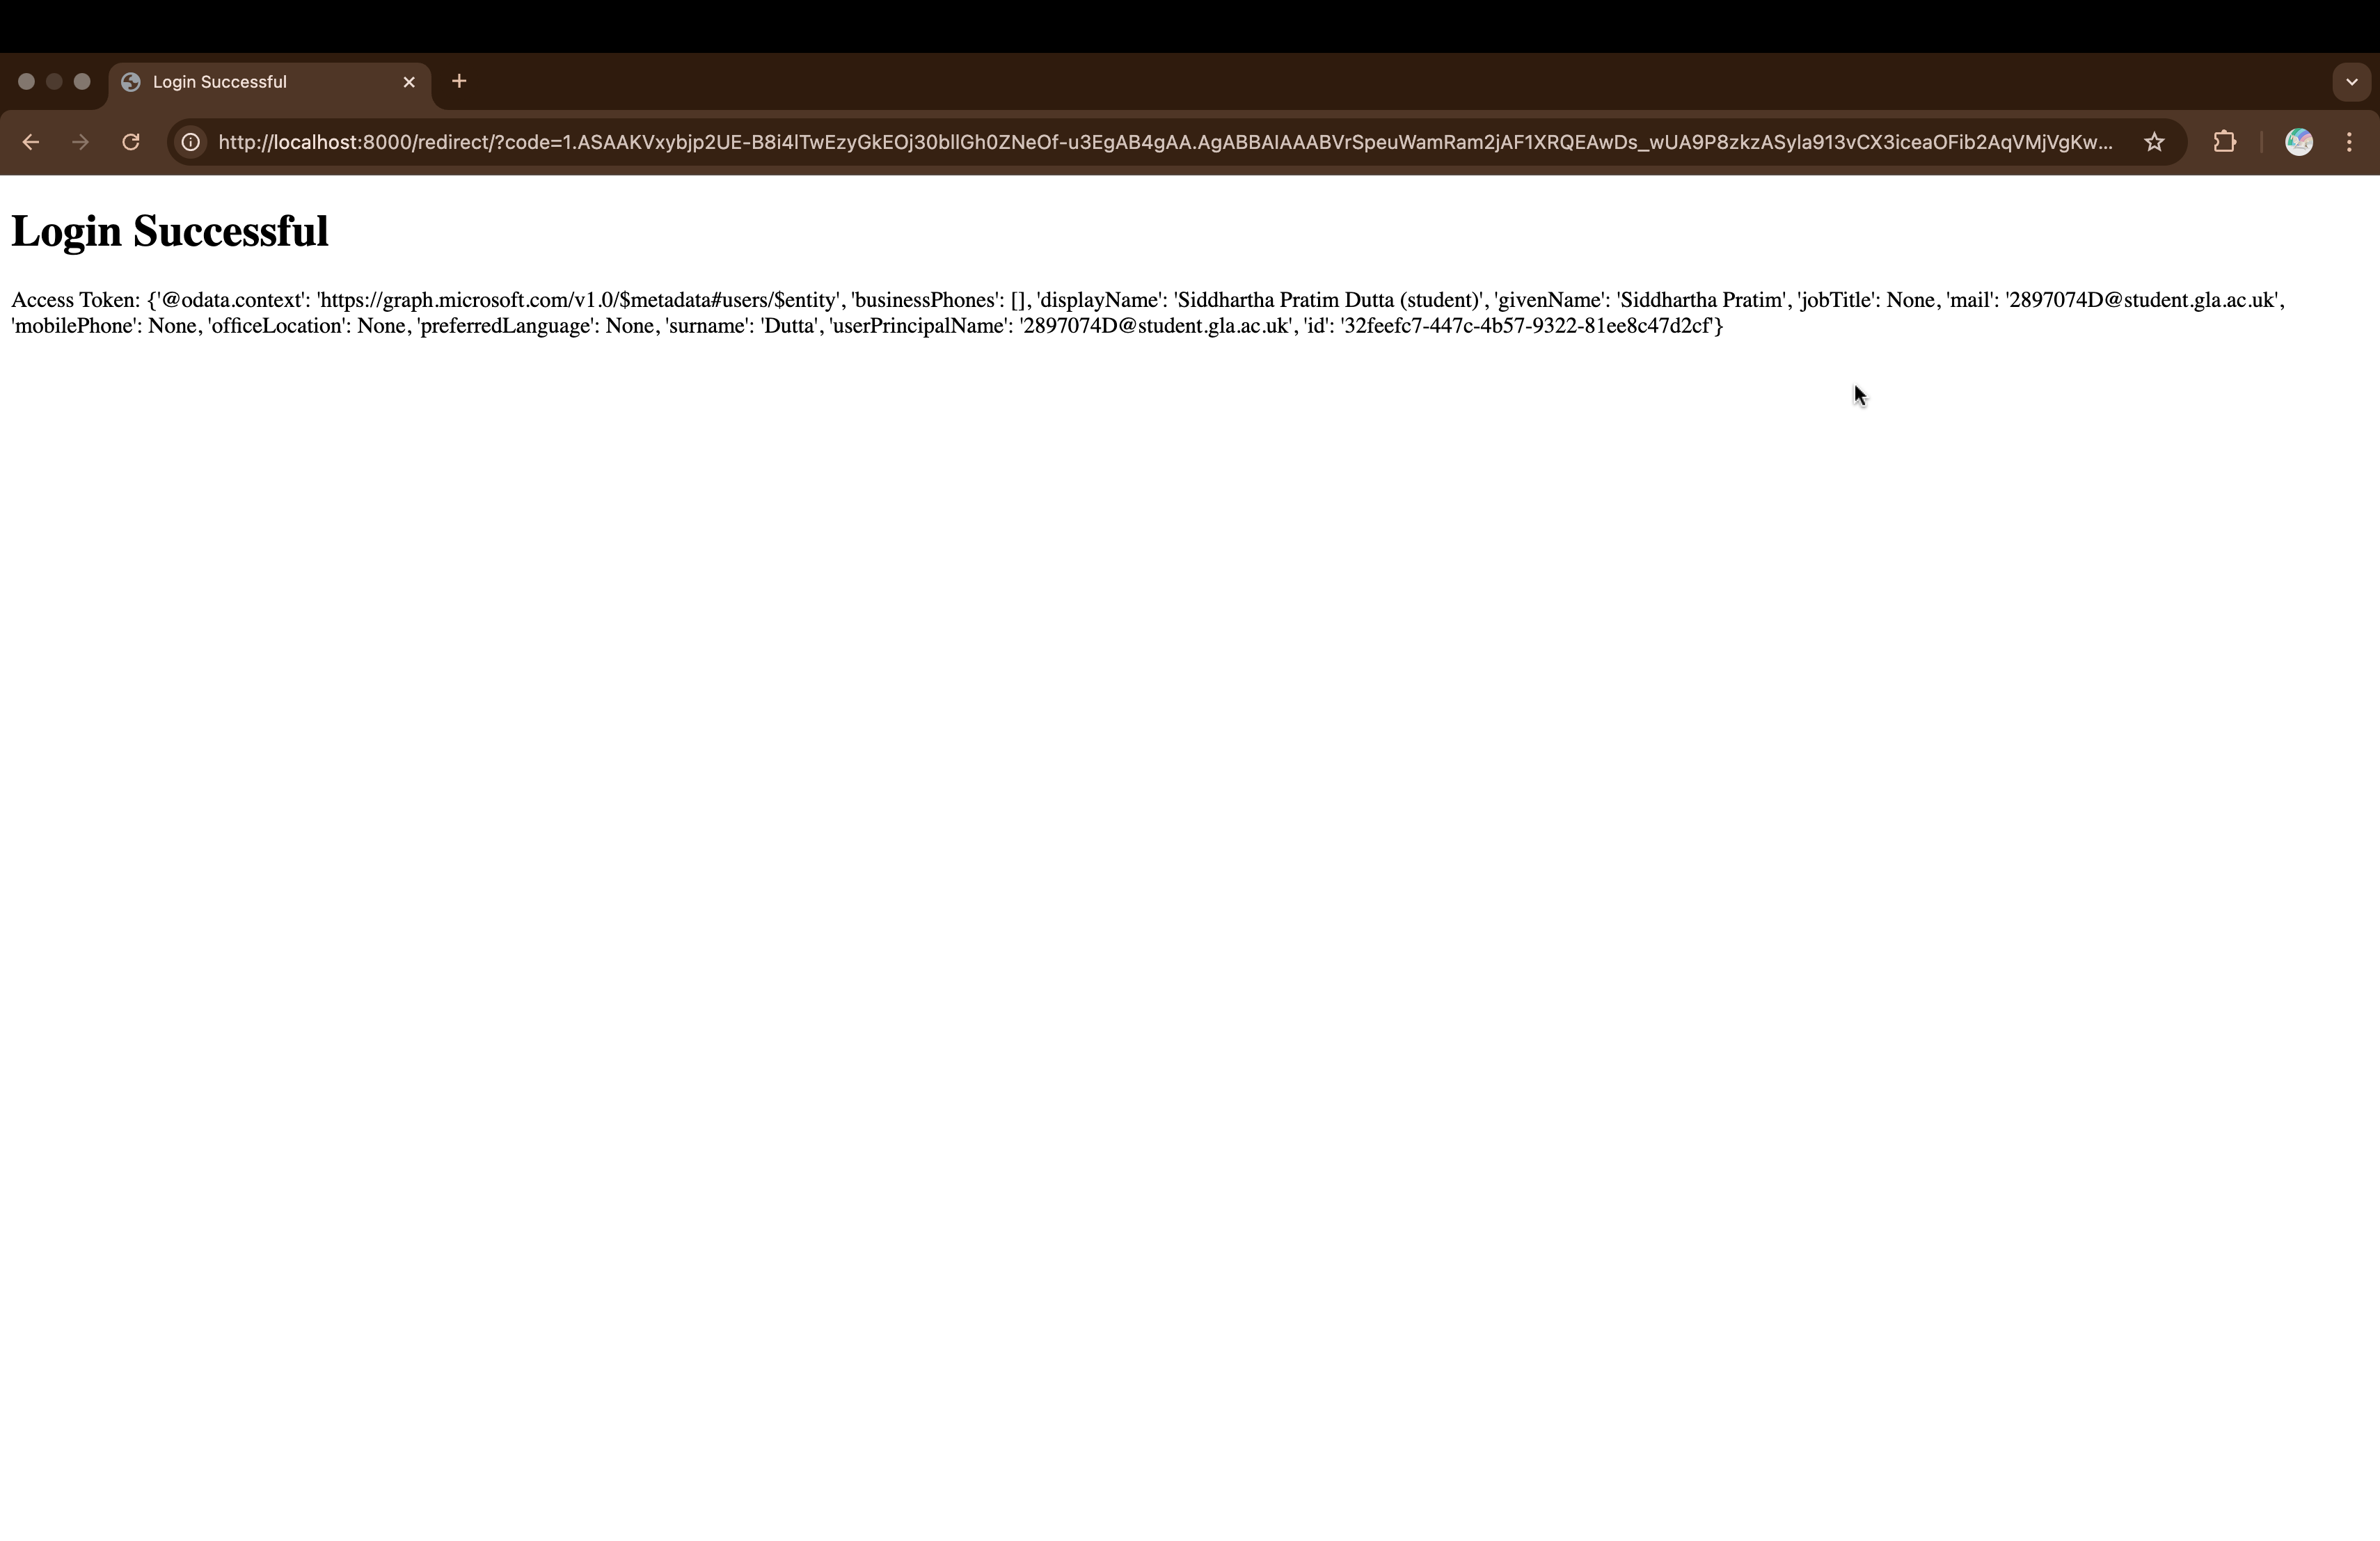 Login Successful
http://localhost:8000/redirect/?code=1.ASAAKVxybjp2UE-B8i4lTwEzyGkEOj30bllGh0ZNeOf-u3EgAB4gAA.AgABBAIAAABVrSpeuWamRam2jAF1XRQEAwDs_wUA9P8zkzASyla913vCX3iceaOFib2AqVMjVgKw...
Login Successful
Access Token: {'@odata.context': 'https://graph.microsoft.com/v1.0/$metadata#users/$entity', 'businessPhones': [], 'displayName': 'Siddhartha Pratim Dutta (student)', 'givenName': 'Siddhartha Pratim', 'jobTitle': None, 'mail': '2897074D@student.gla.ac.uk',
'mobilePhone': None, 'officeLocation': None, 'preferredLanguage': None, 'surname': 'Dutta', 'userPrincipalName': '2897074D@student.gla.ac.uk', 'id': '32feefc7-447c-4b57-9322-81ee8c47d2cf'}